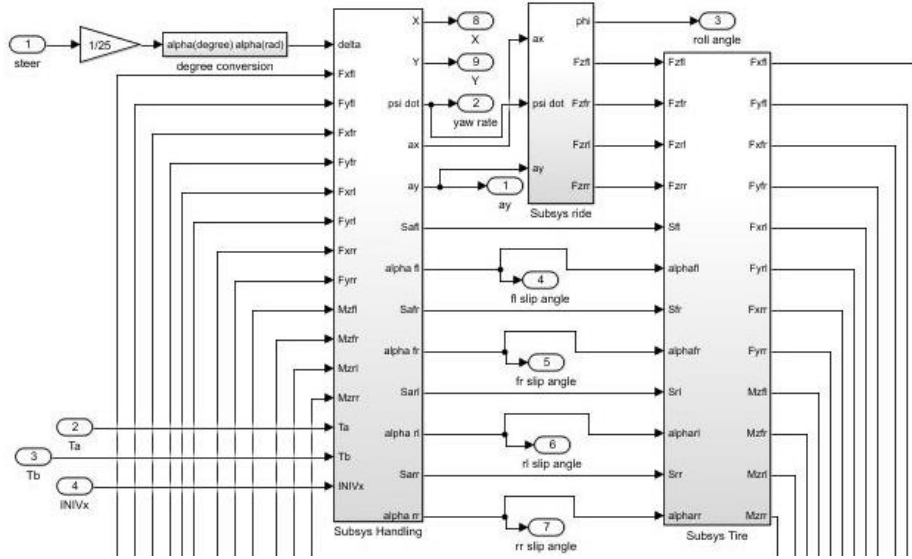 1
steer
1/25
alpha(degree) alpha(rad)
degree conversion
delta
Fxfl
Fyfl
Fxfr
Fyfr
Fxrl
Fyrl
Fxrr
Fyrr
Mzfl
Mzfr
Mzrl
Mzrr
Ta
Tb
INIVx
2
Ta
3
Tb
4
INIVx
X
Y
psi dot
ax
ay
Safl
alpha fl
Safr
alpha fr
Sarl
alpha rl
Sarr
alpha rr
Subsys Handling
8
X
9
Y
2
yaw rate
1
ay
ax
psi dot
ay
phi
Fzfl
Fzfr
Fzrl
Fzrr
Subsys ride
3
roll angle
4
fl slip angle
5
fr slip angle
6
rl slip angle
7
rr slip angle
Fzfl
Fzfr
Fzrl
Fzrr
Sfl
alphafl
Sfr
alphafr
Srl
alpharl
Srr
alpharr
Fxfl
Fyfl
Fxfr
Fyfr
Fxrl
Fyrl
Fxrr
Fyrr
Mzfl
Mzfr
Mzrl
Mzrr
Subsys Tire